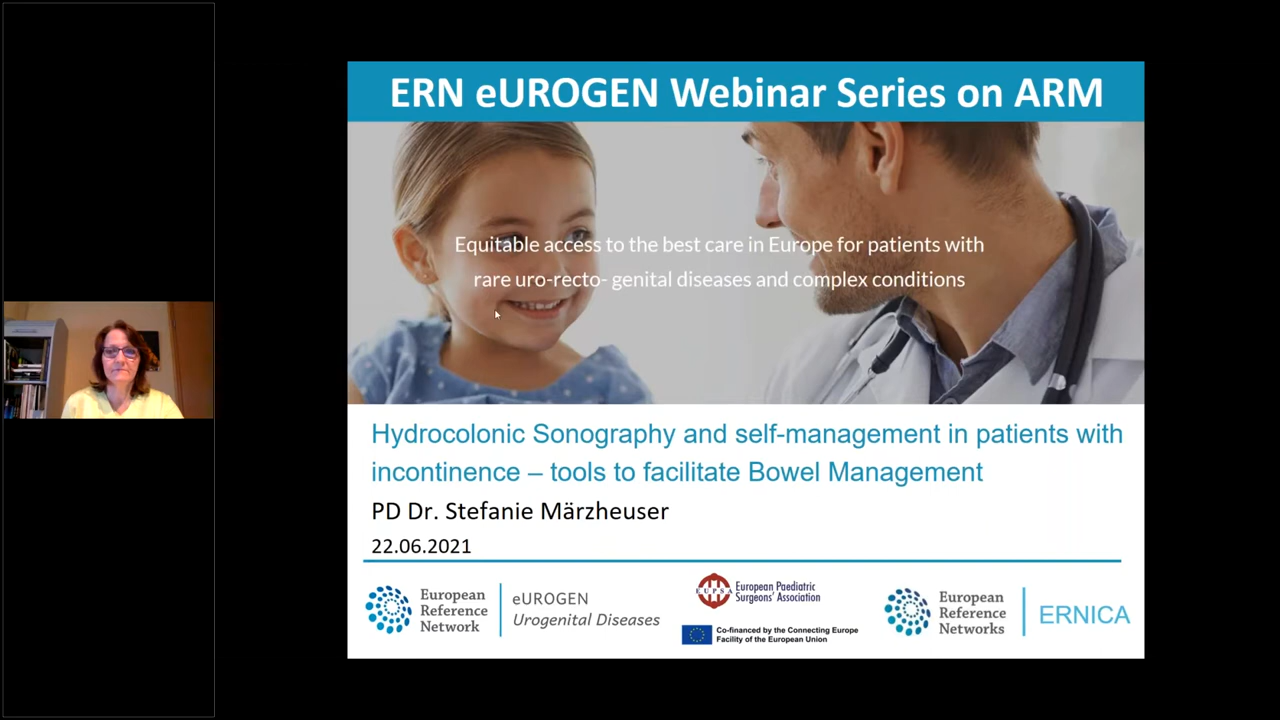 ERN eUROGEN Webinar Series on ARM
Equitable access to the best care in Europe for patients with
rare uro-recto- genital diseases and complex conditions
Hydrocolonic Sonography and self-management in patients with
incontinence – tools to facilitate Bowel Management
PD Dr. Stefanie Märzheuser
22.06.2021
European
Reference
Network
eUROGEN
Urogenital Diseases
EUPSA
European Paediatric
Surgeons' Association
Co-financed by the Connecting Europe
Facility of the European Union
European
Reference
Networks
ERNICA